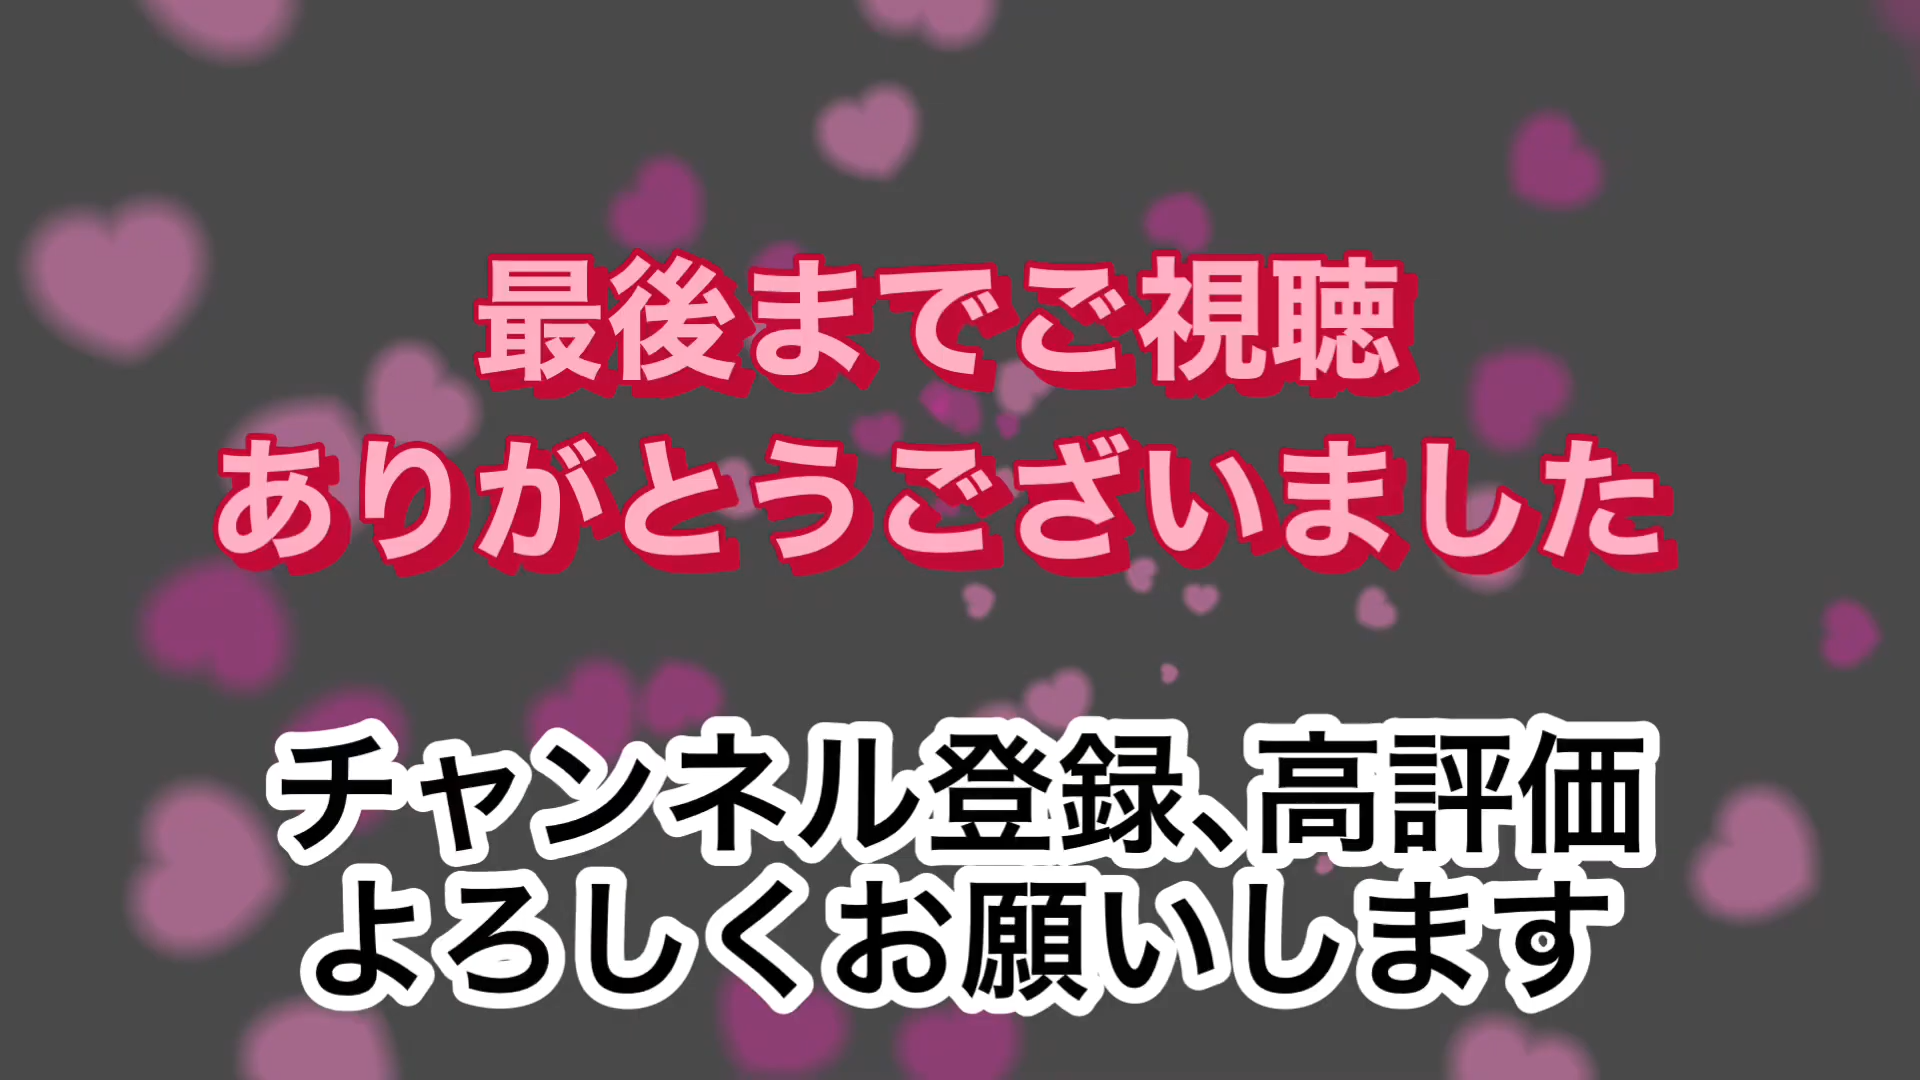 最後までご視聴
ありがとうございました
チャンネル登録、高評価
よろしくお願いします